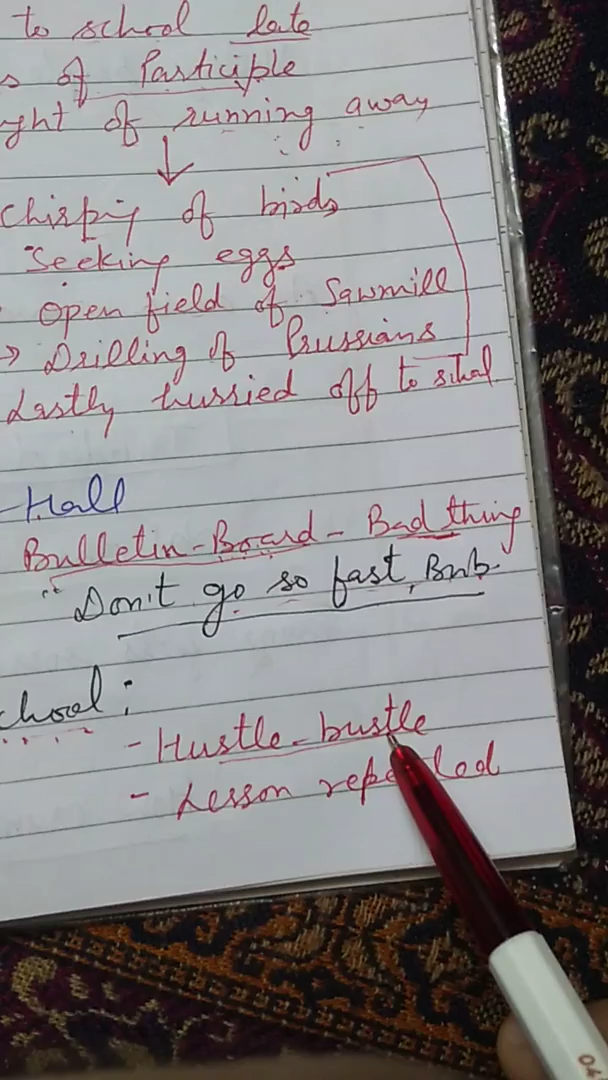 to school late
s of Participle
ght of running away
Chirping of birds
Seeking eggs
Open field of Sawmill
→ Drilling of Prussians
Lastly hurried off to school
-Hall
Bulletin-Board - Bad thing
"Don't go so fast, Bub.
chool:
- Hustle-bustle
- Lesson repeated
04